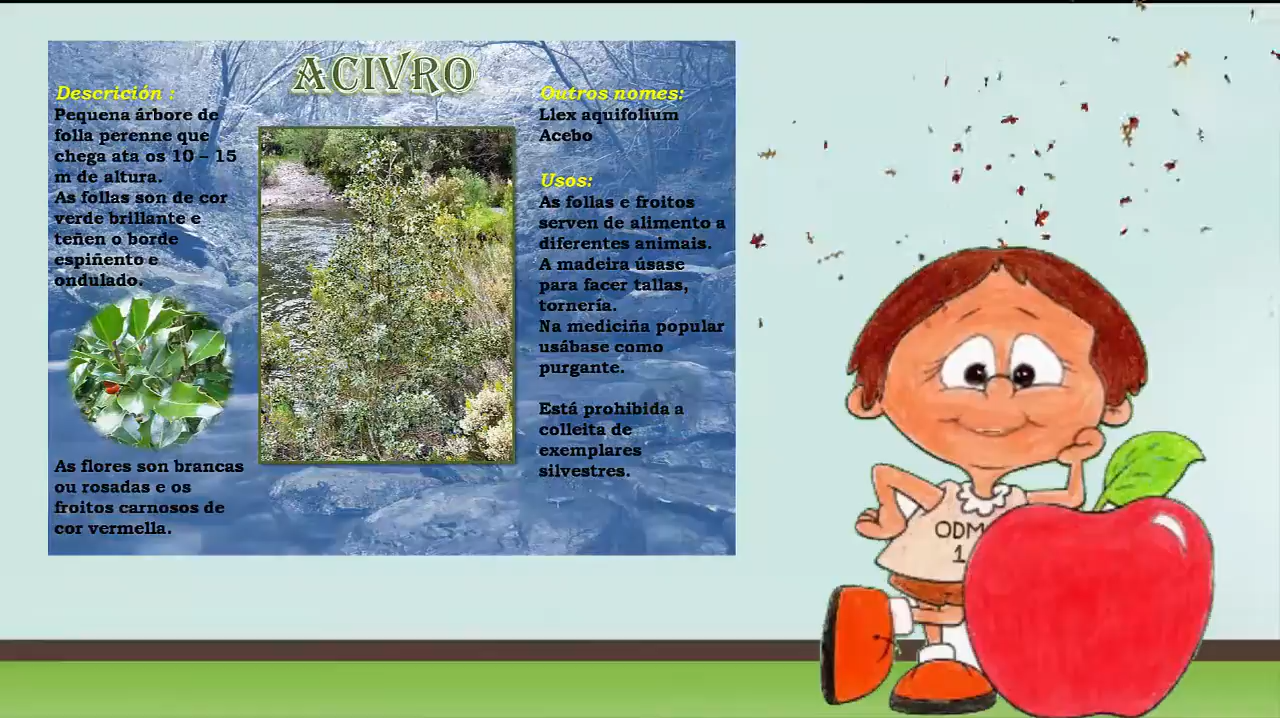 ACIVRO
Descrición :
Pequena árbore de
folla perenne que
chega ata os 10 – 15
m de altura.
As follas son de cor
verde brillante e
teñen o borde
espiñento e
ondulado.
As flores son brancas
ou rosadas e os
froitos carnosos de
cor vermella.
Outros nomes:
Llex aquifolium
Acebo
Usos:
As follas e froitos
serven de alimento a
diferentes animais.
A madeira úsase
para facer tallas,
tornería.
Na mediciña popular
usábase como
purgante.
Está prohibida a
colleita de
exemplares
silvestres.
ODM
1